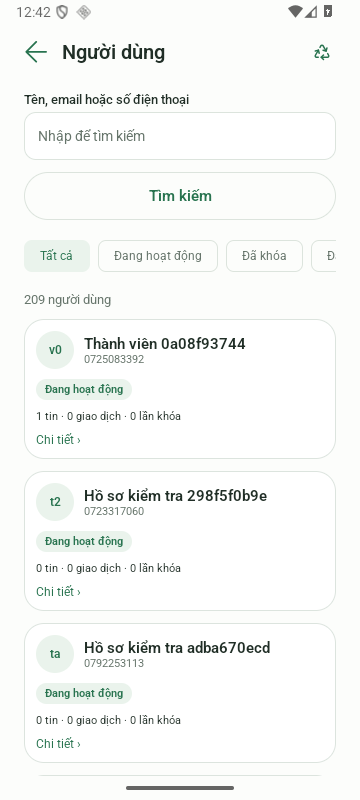 12:42
Người dùng
Tên, email hoặc số điện thoại
Nhập để tìm kiếm
Tìm kiếm
Tất cả
Đang hoạt động
Đã khóa
209 người dùng
v0
Thành viên 0a08f93744
0725083392
Đang hoạt động
1 tin · 0 giao dịch · 0 lần khóa
Chi tiết ›
t2
Hồ sơ kiểm tra 298f5f0b9e
0723317060
Đang hoạt động
0 tin · 0 giao dịch · 0 lần khóa
Chi tiết ›
ta
Hồ sơ kiểm tra adba670ecd
0792253113
Đang hoạt động
0 tin · 0 giao dịch · 0 lần khóa
Chi tiết ›